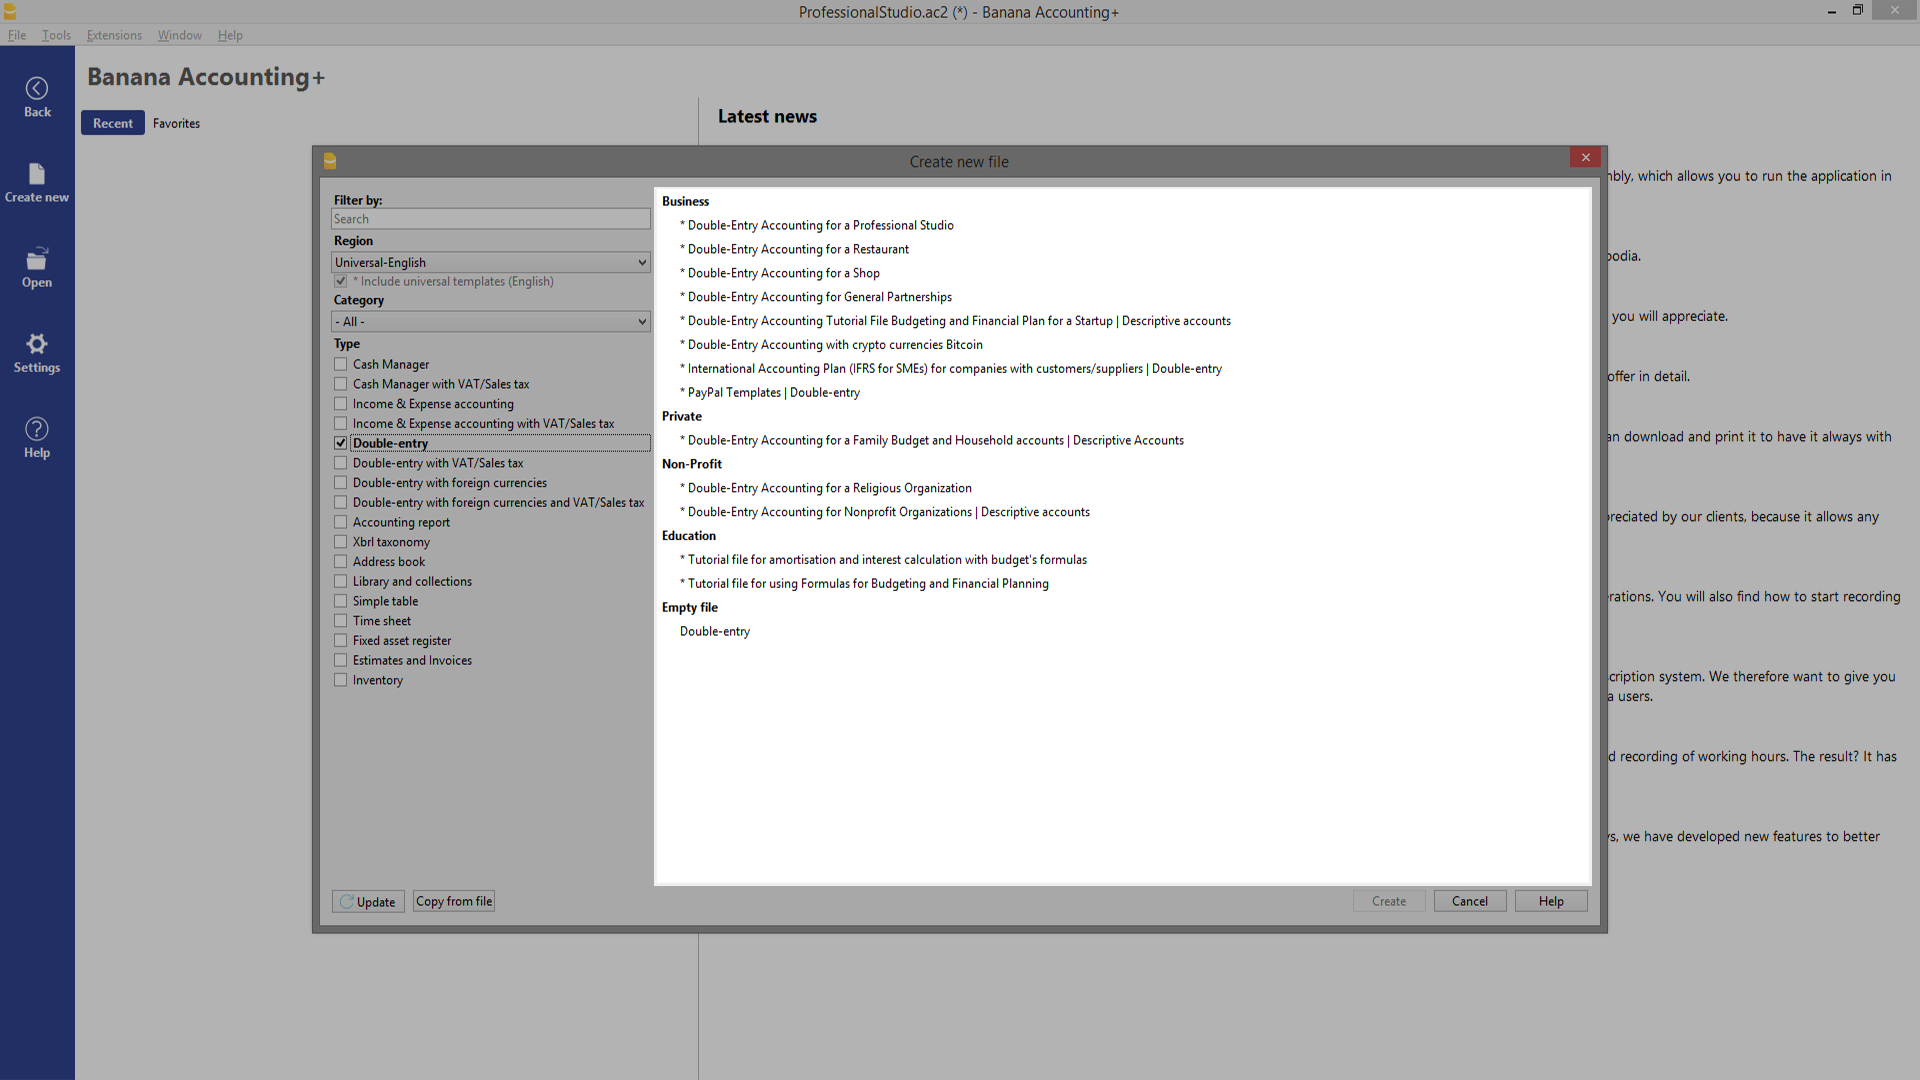 ProfessionalStudio.ac2 (*) - Banana Accounting+
File Tools Extensions Window Help
Banana Accounting+
Back
Create new
Open
Settings
Help
Recent Favorites
Latest news
Create new file
Filter by:
Search
Region
Universal-English
* Include universal templates (English)
Category
- All -
Type
Cash Manager
Cash Manager with VAT/Sales tax
Income & Expense accounting
Income & Expense accounting with VAT/Sales tax
Double-entry
Double-entry with VAT/Sales tax
Double-entry with foreign currencies
Double-entry with foreign currencies and VAT/Sales tax
Accounting report
Xbrl taxonomy
Address book
Library and collections
Simple table
Time sheet
Fixed asset register
Estimates and Invoices
Inventory
Update Copy from file
Business
* Double-Entry Accounting for a Professional Studio
* Double-Entry Accounting for a Restaurant
* Double-Entry Accounting for a Shop
* Double-Entry Accounting for General Partnerships
* Double-Entry Accounting Tutorial File Budgeting and Financial Plan for a Startup | Descriptive accounts
* Double-Entry Accounting with crypto currencies Bitcoin
* International Accounting Plan (IFRS for SMEs) for companies with customers/suppliers | Double-entry
* PayPal Templates | Double-entry
Private
* Double-Entry Accounting for a Family Budget and Household accounts | Descriptive Accounts
Non-Profit
* Double-Entry Accounting for a Religious Organization
* Double-Entry Accounting for Nonprofit Organizations | Descriptive accounts
Education
* Tutorial file for amortisation and interest calculation with budget's formulas
* Tutorial file for using Formulas for Budgeting and Financial Planning
Empty file
Double-entry
Create Cancel Help
which allows you to run the application in
you will appreciate.
offer in detail.
download and print it to have it always with
by our clients, because it allows any
You will also find how to start recording
system. We therefore want to give you
users.
recording of working hours. The result? It has
we have developed new features to better